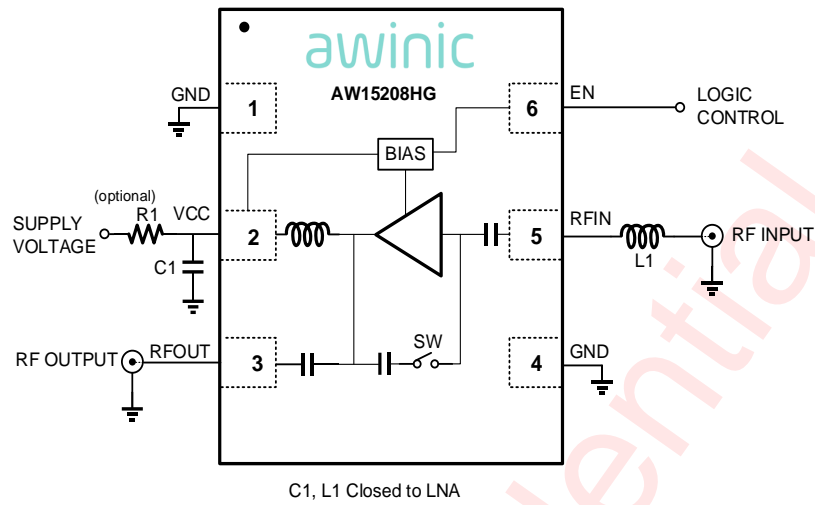 awinic
AW15208HG
GND
1
6
EN
LOGIC
CONTROL
BIAS
(optional)
R1
VCC
SUPPLY
VOLTAGE
2
5
RFIN
RF INPUT
C1
L1
SW
RF OUTPUT
RFOUT
3
4
GND
C1, L1 Closed to LNA